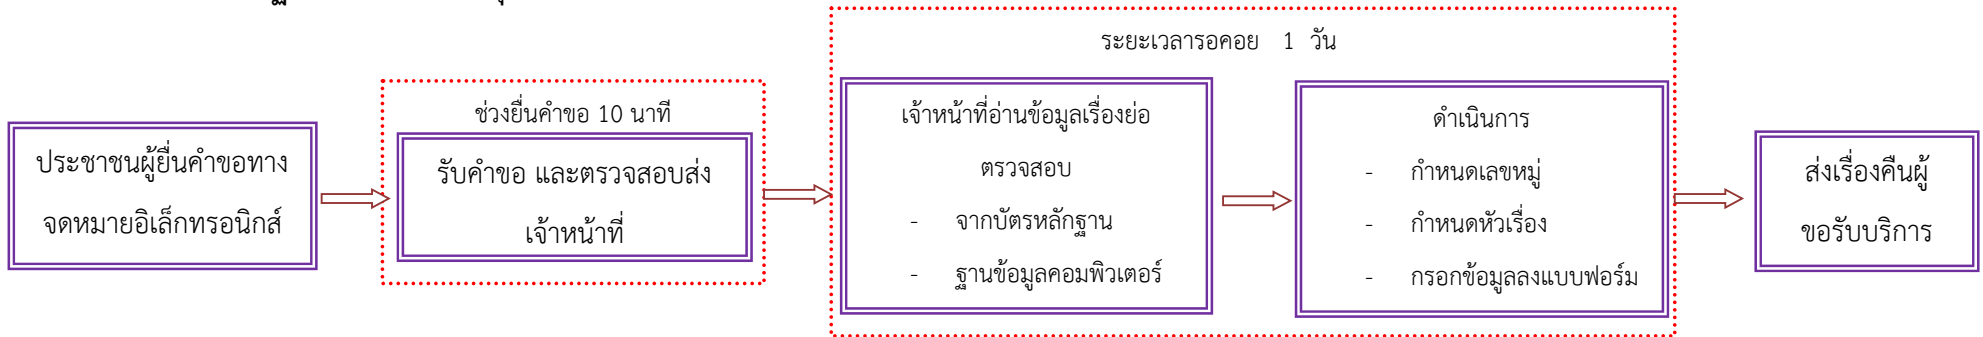 ประชาชนผู้ยื่นคำขอทาง
จดหมายอิเล็กทรอนิกส์
ช่วงยื่นคำขอ 10 นาที
รับคำขอ และตรวจสอบส่ง
เจ้าหน้าที่
ระยะเวลารอคอย 1 วัน
เจ้าหน้าที่อ่านข้อมูลเรื่องย่อ
ตรวจสอบ
- จากบัตรหลักฐาน
- ฐานข้อมูลคอมพิวเตอร์
ดำเนินการ
- กำหนดเลขหมู่
- กำหนดหัวเรื่อง
- กรอกข้อมูลลงแบบฟอร์ม
ส่งเรื่องคืนผู้
ขอรับบริการ